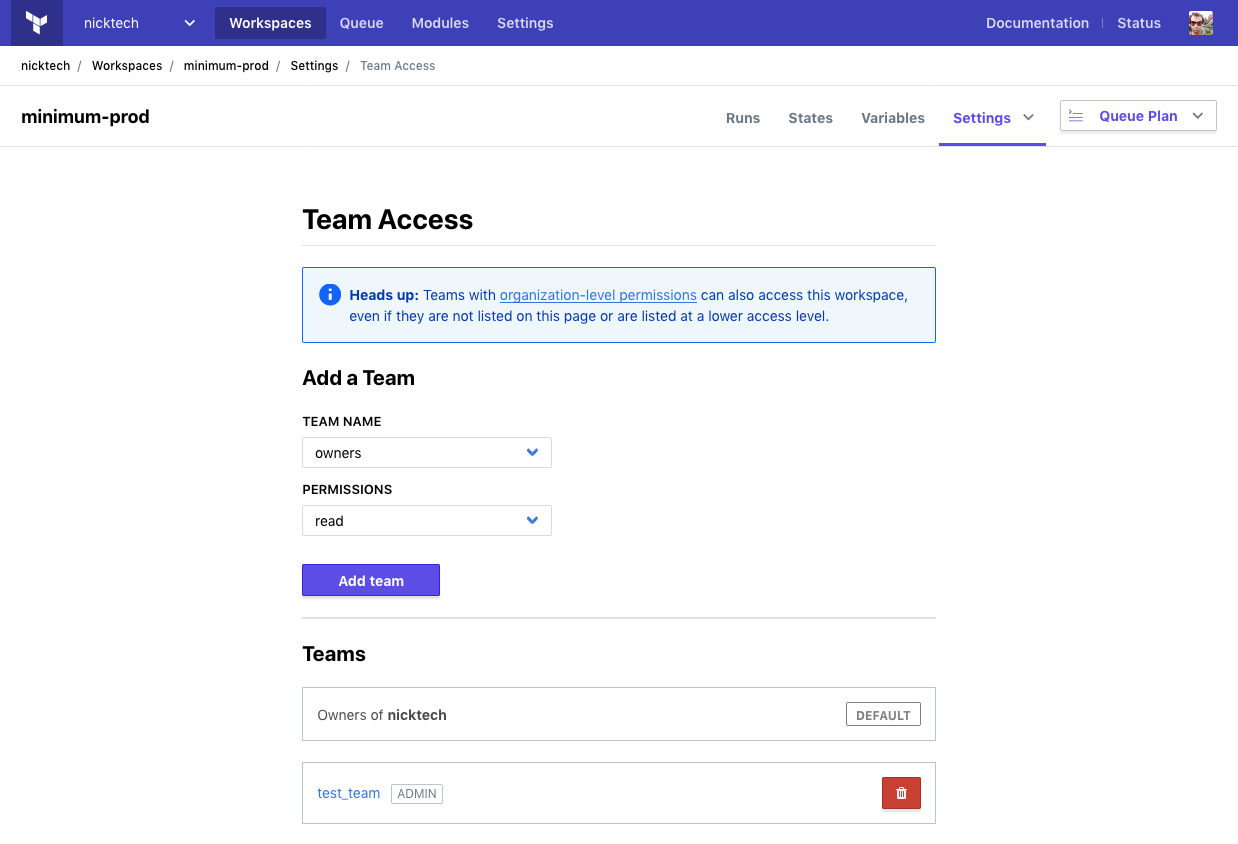 nicktech Workspaces Queue Modules Settings Documentation Status
nicktech / Workspaces / minimum-prod / Settings / Team Access
minimum-prod Runs States Variables Settings Queue Plan
Team Access
Heads up: Teams with organization-level permissions can also access this workspace,
even if they are not listed on this page or are listed at a lower access level.
Add a Team
TEAM NAME
owners
PERMISSIONS
read
Add team
Teams
Owners of nicktech DEFAULT
test_team ADMIN